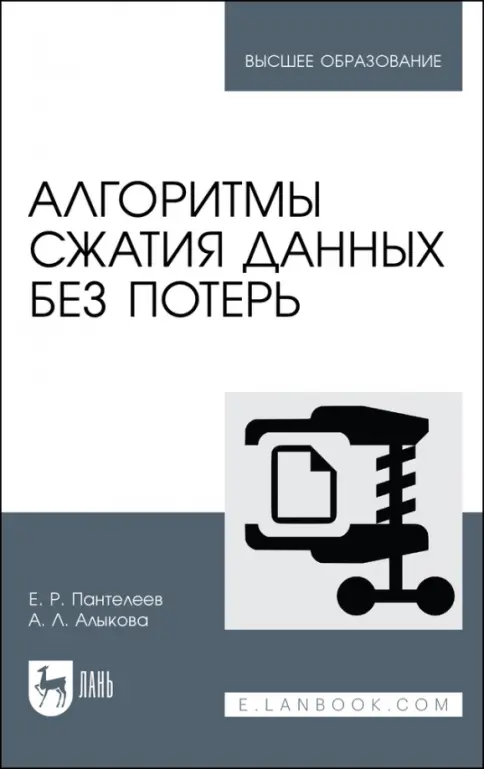 ВЫСШЕЕ ОБРАЗОВАНИЕ
АЛГОРИТМЫ
СЖАТИЯ ДАННЫХ
БЕЗ ПОТЕРЬ
Е. Р. Пантелеев
А. Л. Алыкова
ЛАНЬ
E.LANBOOK.COM